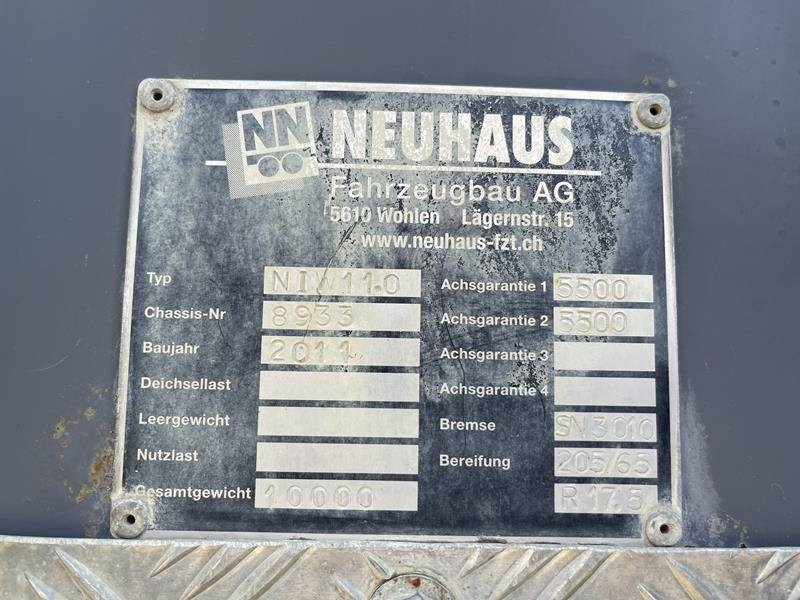 NN NEUHAUS
Fahrzeugbau AG
5610 Wohlen Lägernstr. 15
www.neuhaus-fzt.ch
Typ NIW110
Chassis-Nr 8933
Baujahr 2011
Deichsellast
Leergewicht
Nutzlast
Gesamtgewicht 10000
Achsgarantie 1 5500
Achsgarantie 2 5500
Achsgarantie 3
Achsgarantie 4
Bremse SN3010
Bereifung 205/65
R17.5